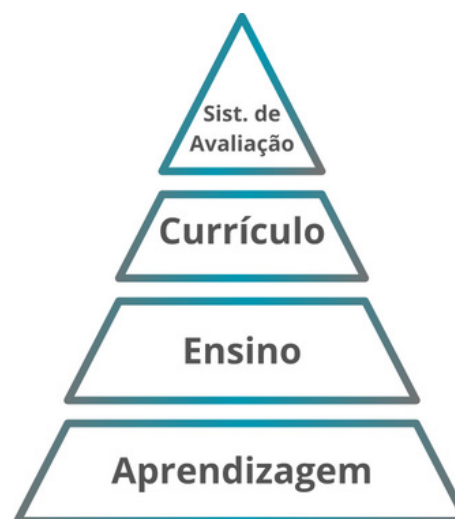 Sist. de
Avaliação
Currículo
Ensino
Aprendizagem